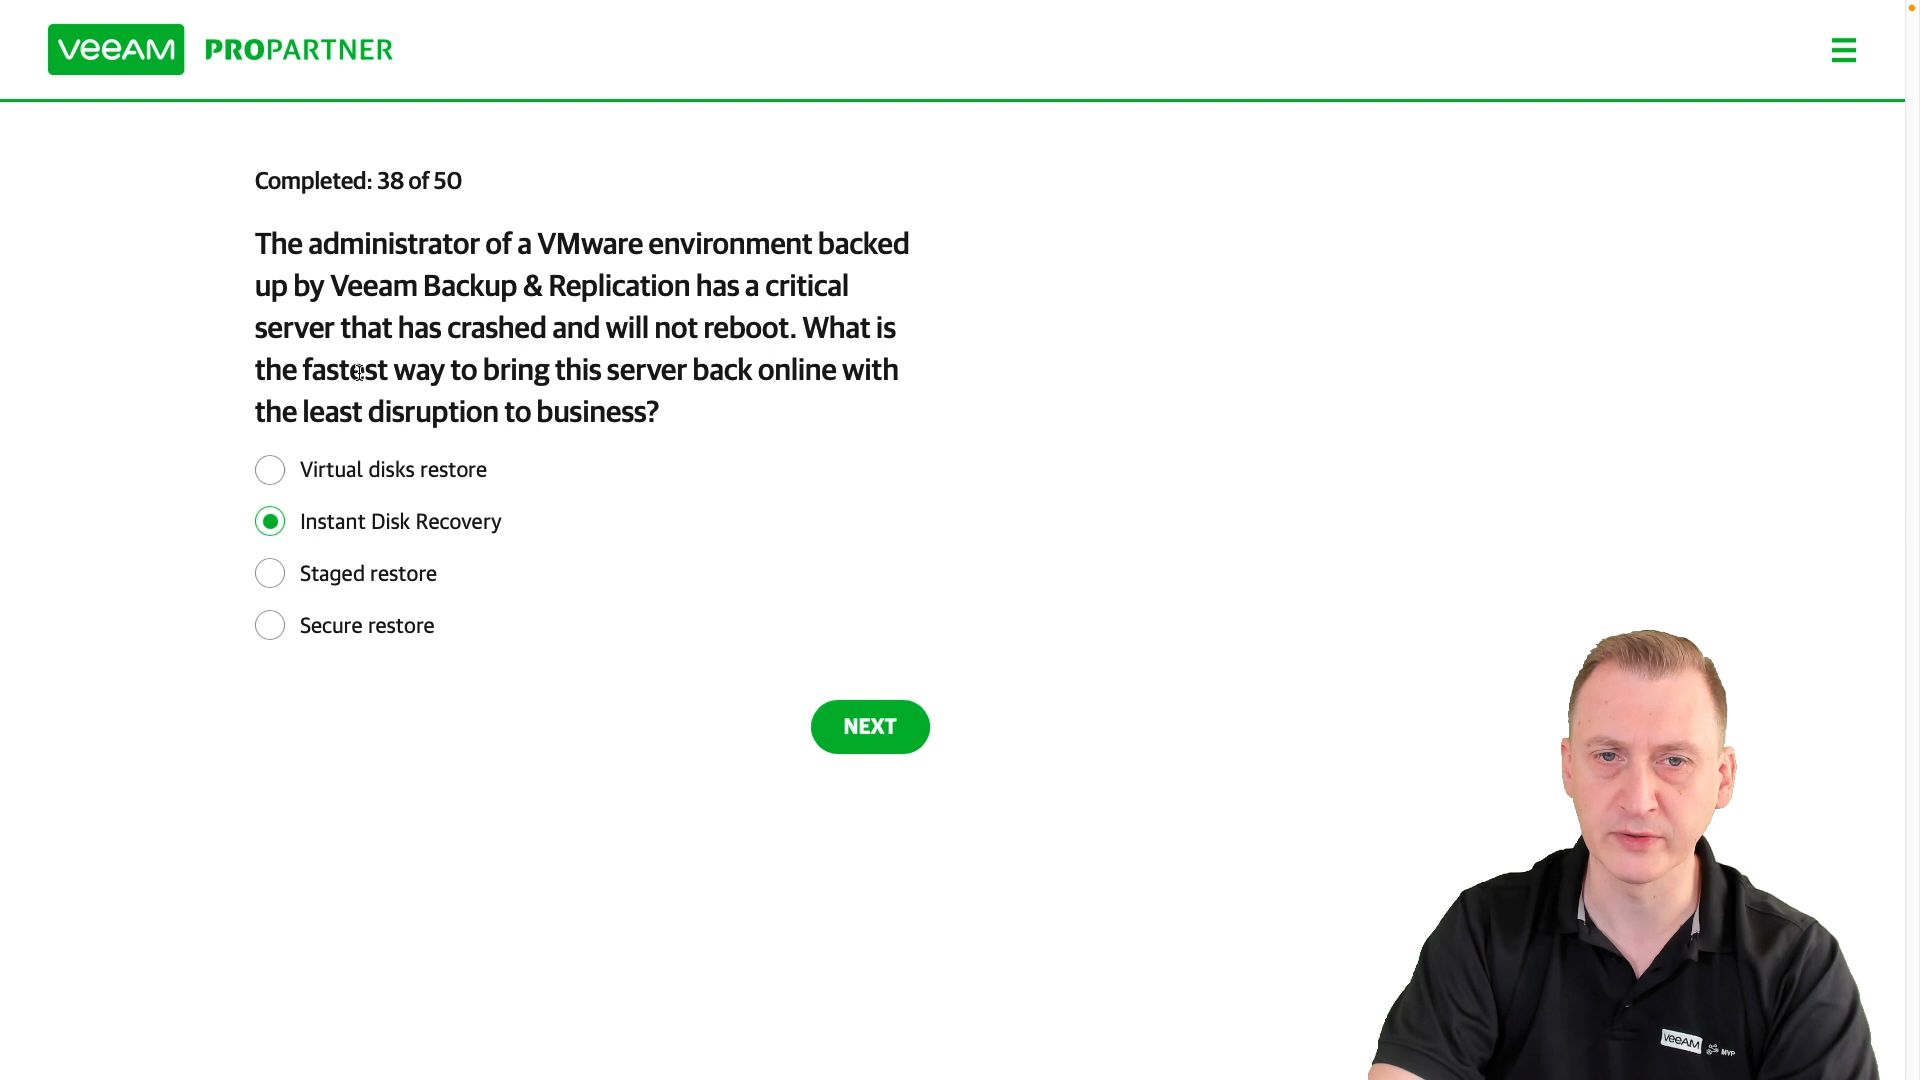 veeAM PROPARTNER
Completed: 38 of 50
The administrator of a VMware environment backed
up by Veeam Backup & Replication has a critical
server that has crashed and will not reboot. What is
the fastest way to bring this server back online with
the least disruption to business?
Virtual disks restore
Instant Disk Recovery
Staged restore
Secure restore
NEXT
veeAM MVP